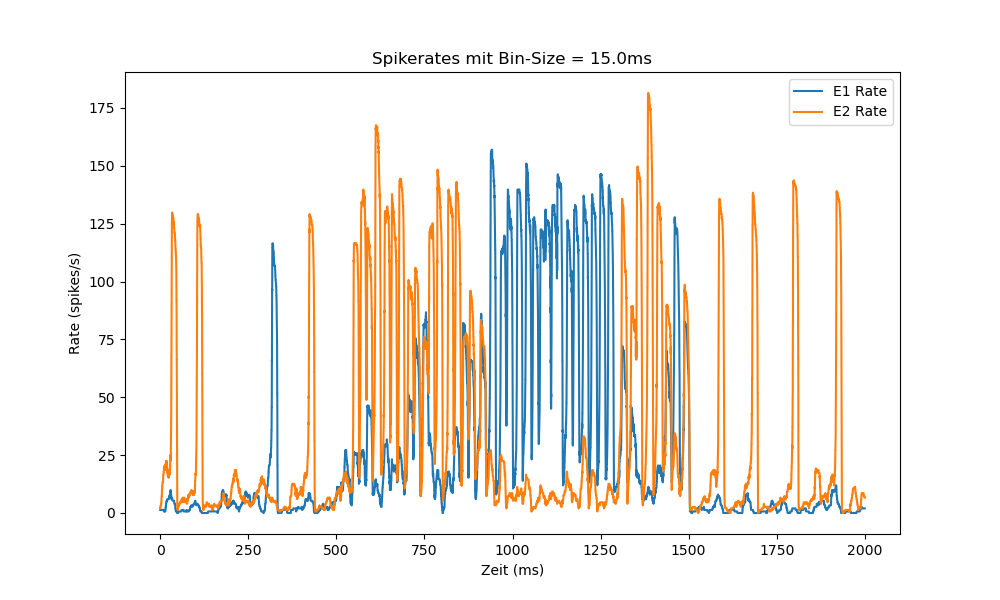 Spikerates mit Bin-Size = 15.0ms
E1 Rate
E2 Rate
Rate (spikes/s)
175
150
125
100
75
50
25
0
0 250 500 750 1000 1250 1500 1750 2000
Zeit (ms)